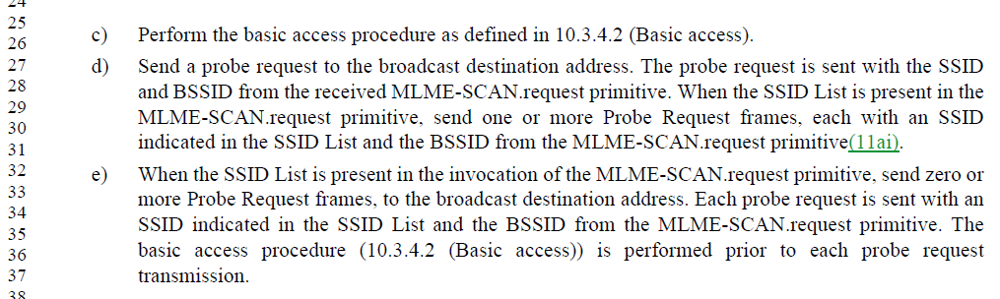 24
25
26
27
28
29
30
31
32
33
34
35
36
37
38
c) Perform the basic access procedure as defined in 10.3.4.2 (Basic access).
d) Send a probe request to the broadcast destination address. The probe request is sent with the SSID
and BSSID from the received MLME-SCAN.request primitive. When the SSID List is present in the
MLME-SCAN.request primitive, send one or more Probe Request frames, each with an SSID
indicated in the SSID List and the BSSID from the MLME-SCAN.request primitive(11ai).
e) When the SSID List is present in the invocation of the MLME-SCAN.request primitive, send zero or
more Probe Request frames, to the broadcast destination address. Each probe request is sent with an
SSID indicated in the SSID List and the BSSID from the MLME-SCAN.request primitive. The
basic access procedure (10.3.4.2 (Basic access)) is performed prior to each probe request
transmission.